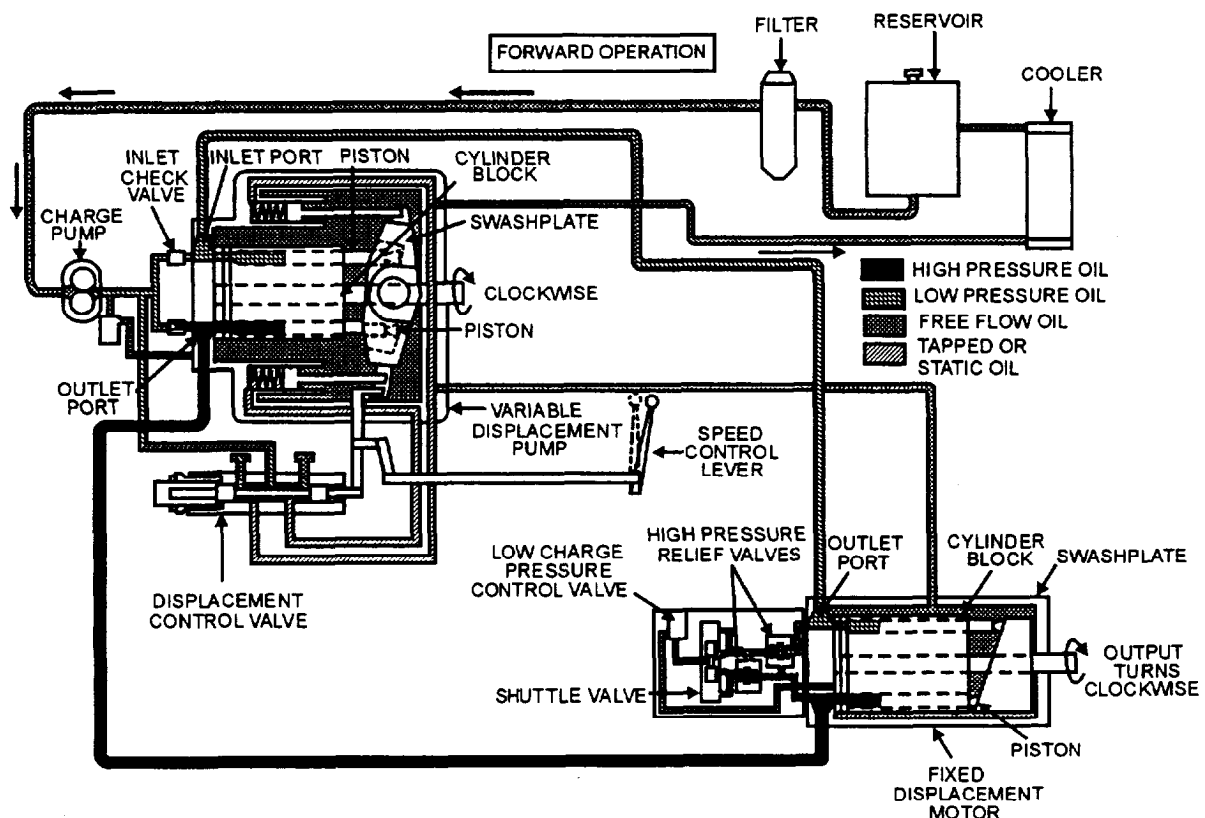 FORWARD OPERATION
FILTER
RESERVOIR
COOLER
INLET
CHECK
VALVE
INLET PORT
PISTON
CYLINDER
BLOCK
CHARGE
PUMP
SWASHPLATE
CLOCKWISE
PISTON
HIGH PRESSURE OIL
LOW PRESSURE OIL
FREE FLOW OIL
TAPPED OR
STATIC OIL
OUTLET
PORT
VARIABLE
DISPLACEMENT
PUMP
SPEED
CONTROL
LEVER
DISPLACEMENT
CONTROL VALVE
LOW CHARGE
PRESSURE
CONTROL VALVE
HIGH PRESSURE
RELIEF VALVES
OUTLET
PORT
CYLINDER
BLOCK
SWASHPLATE
SHUTTLE VALVE
OUTPUT
TURNS
CLOCKWISE
PISTON
FIXED
DISPLACEMENT
MOTOR